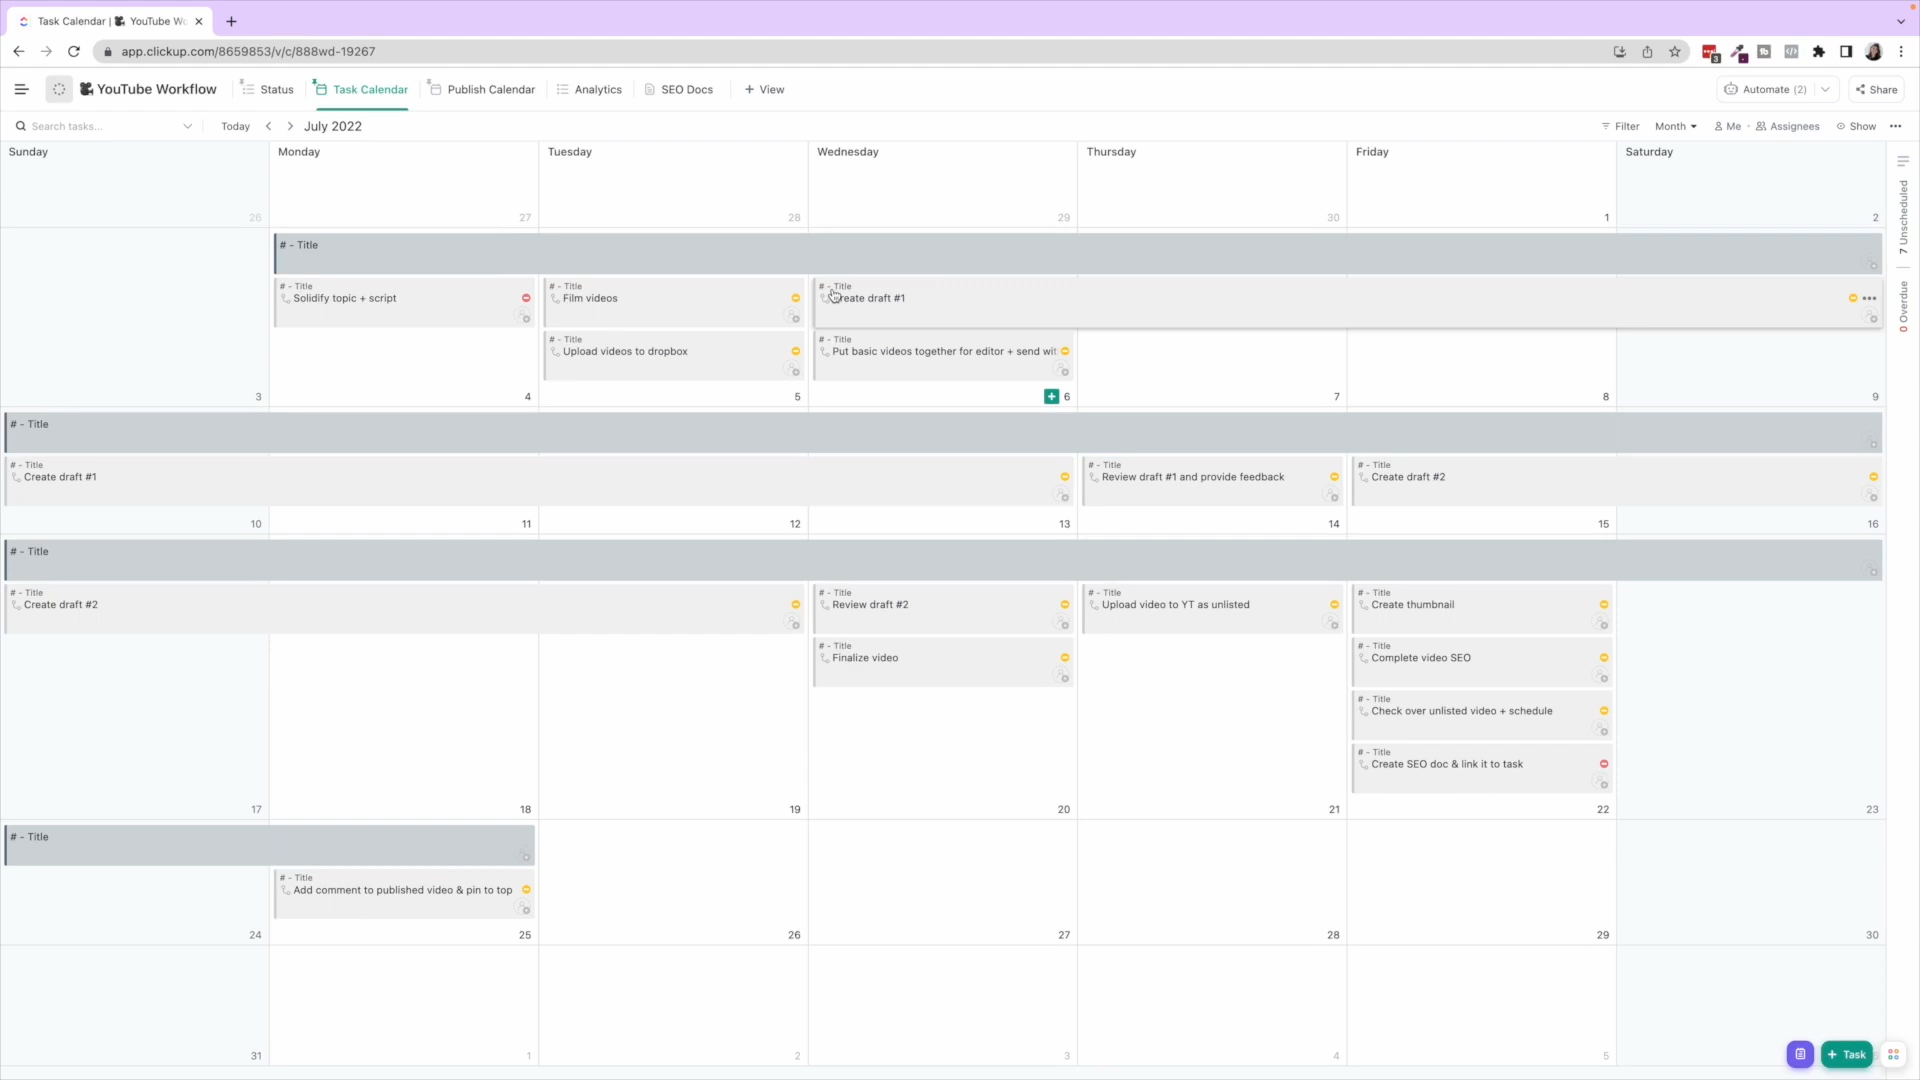 Task Calendar | YouTube Wo
app.clickup.com/8659853/v/c/888wd-19267
3
YouTube Workflow
Status
Task Calendar
Publish Calendar
Analytics
SEO Docs
+ View
Automate (2)
Share
Search tasks...
Today
July 2022
Filter
Month
Me
Assignees
Show
Sunday
Monday
Tuesday
Wednesday
Thursday
Friday
Saturday
26
27
28
29
30
1
2
7 Unscheduled
0 Overdue
# - Title
# - Title
Solidify topic + script
# - Title
Film videos
# - Title
Create draft #1
# - Title
Upload videos to dropbox
# - Title
Put basic videos together for editor + send wit
3
4
5
6
7
8
9
# - Title
# - Title
Create draft #1
# - Title
Review draft #1 and provide feedback
# - Title
Create draft #2
10
11
12
13
14
15
16
# - Title
# - Title
Create draft #2
# - Title
Review draft #2
# - Title
Upload video to YT as unlisted
# - Title
Create thumbnail
# - Title
Finalize video
# - Title
Complete video SEO
# - Title
Check over unlisted video + schedule
# - Title
Create SEO doc & link it to task
17
18
19
20
21
22
23
# - Title
# - Title
Add comment to published video & pin to top
24
25
26
27
28
29
30
31
1
2
3
4
5
+ Task